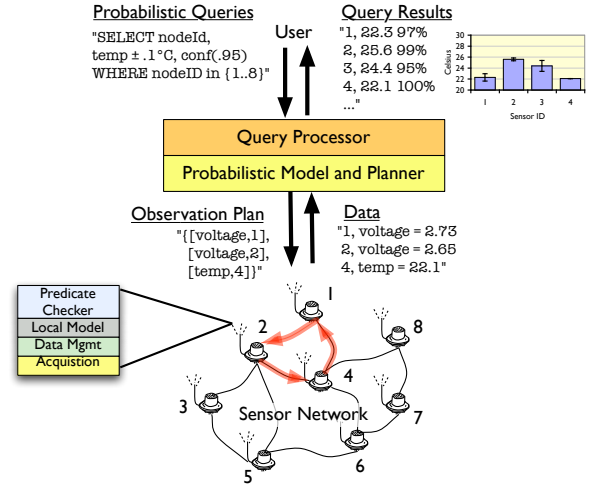 Probabilistic Queries
"SELECT nodeId,
temp ± .1°C, conf(.95)
WHERE nodeID in {1..8}"
User
Query Results
"1, 22.3 97%
2, 25.6 99%
3, 24.4 95%
4, 22.1 100%
..."
Celsius
30
28
26
24
22
20
1 2 3 4
Sensor ID
Query Processor
Probabilistic Model and Planner
Observation Plan
"{[voltage,1],
[voltage,2],
[temp,4]}"
Data
"1, voltage = 2.73
2, voltage = 2.65
4, temp = 22.1"
Predicate
Checker
Local Model
Data Mgmt
Acquistion
1
2
8
4
3
7
Sensor Network
6
5